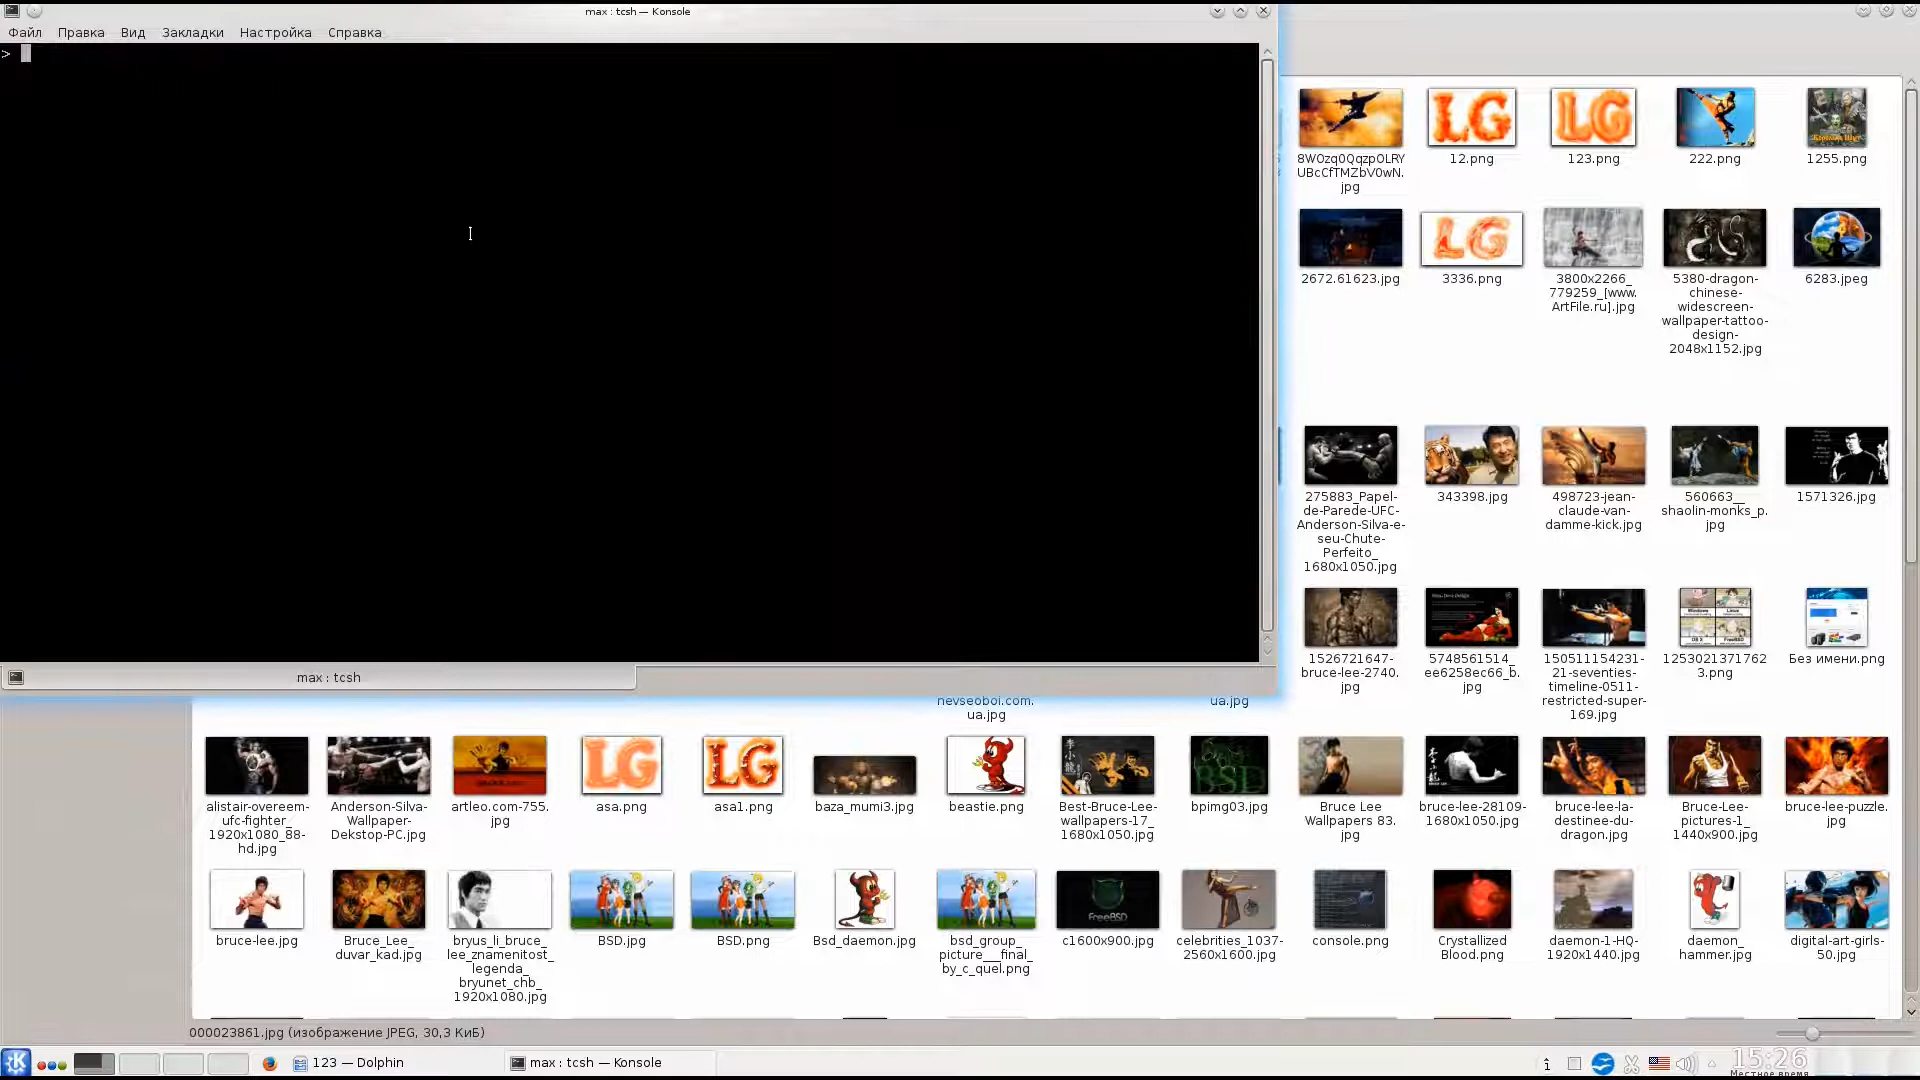 max : tcsh — Konsole
Файл Правка Вид Закладки Настройка Справка
>
max : tcsh
8WOzq0QqzpOLRY
UBcCfTMZbV0wN.
jpg
12.png
123.png
222.png
1255.png
2672.61623.jpg
3336.png
3800x2266_
779259_[www.
ArtFile.ru].jpg
5380-dragon-
chinese-
widescreen-
wallpaper-tattoo-
design-
2048x1152.jpg
6283.jpeg
275883_Papel-
de-Parede-UFC-
Anderson-Silva-e-
seu-Chute-
Perfeito_
1680x1050.jpg
343398.jpg
498723-jean-
claude-van-
damme-kick.jpg
560663__
shaolin-monks_p.
jpg
1571326.jpg
1526721647-
bruce-lee-2740.
jpg
5748561514_
ee6258ec66_b.
jpg
150511154231-
21-seventies-
timeline-0511-
restricted-super-
169.jpg
1253021371762
3.png
Без имени.png
nevseoboi.com.
ua.jpg
ua.jpg
alistair-overeem-
ufc-fighter_
1920x1080_88-
hd.jpg
Anderson-Silva-
Wallpaper-
Dekstop-PC.jpg
artleo.com-755.
jpg
asa.png
asa1.png
baza_mumi3.jpg
beastie.png
Best-Bruce-Lee-
wallpapers-17_
1680x1050.jpg
bpimg03.jpg
Bruce Lee
Wallpapers 83.
jpg
bruce-lee-28109-
1680x1050.jpg
bruce-lee-la-
destinee-du-
dragon.jpg
Bruce-Lee-
pictures-1_
1440x900.jpg
bruce-lee-puzzle.
jpg
bruce-lee.jpg
Bruce_Lee_
duvar_kad.jpg
bryus_li_bruce_
lee_znamenitost_
legenda_
bryunet_chb_
1920x1080.jpg
BSD.jpg
BSD.png
Bsd_daemon.jpg
bsd_group_
picture___final_
by_c_quel.png
c1600x900.jpg
celebrities_1037-
2560x1600.jpg
console.png
Crystallized
Blood.png
daemon-1-HQ-
1920x1440.jpg
daemon_
hammer.jpg
digital-art-girls-
50.jpg
LG
LG
LG
LG
LG
BSD
FreeBSD
000023861.jpg (изображение JPEG, 30,3 КиБ)
123 — Dolphin
max : tcsh — Konsole
15:26
Местное время